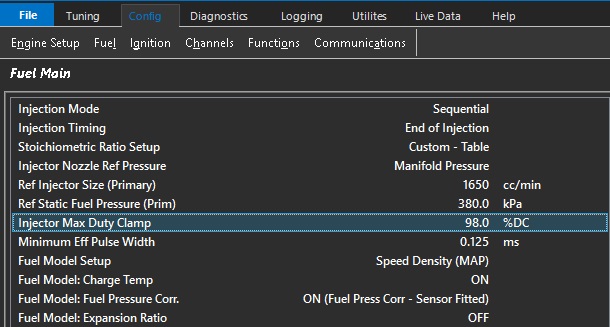 File Tuning Config Diagnostics Logging Utilites Live Data Help
Engine Setup Fuel Ignition Channels Functions Communications
Fuel Main
Injection Mode Sequential
Injection Timing End of Injection
Stoichiometric Ratio Setup Custom - Table
Injector Nozzle Ref Pressure Manifold Pressure
Ref Injector Size (Primary) 1650 cc/min
Ref Static Fuel Pressure (Prim) 380.0 kPa
Injector Max Duty Clamp 98.0 %DC
Minimum Eff Pulse Width 0.125 ms
Fuel Model Setup Speed Density (MAP)
Fuel Model: Charge Temp ON
Fuel Model: Fuel Pressure Corr. ON (Fuel Press Corr - Sensor Fitted)
Fuel Model: Expansion Ratio OFF